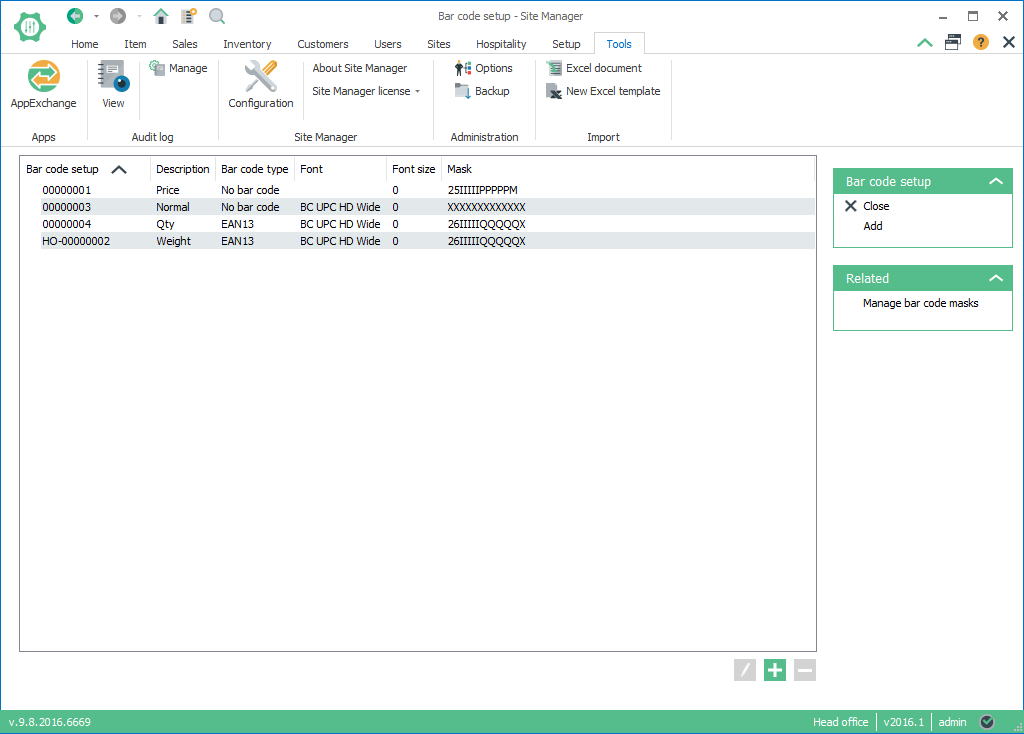 Bar code setup - Site Manager
Home Item Sales Inventory Customers Users Sites Hospitality Setup Tools
AppExchange View Manage Configuration About Site Manager Options Excel document
Site Manager license Backup New Excel template
Apps Audit log Site Manager Administration Import
Bar code setup Description Bar code type Font Font size Mask
00000001 Price No bar code 0 25IIIIIPPPPPM
00000003 Normal No bar code BC UPC HD Wide 0 XXXXXXXXXXXXX
00000004 Qty EAN13 BC UPC HD Wide 0 26IIIIIQQQQQX
HO-00000002 Weight EAN13 BC UPC HD Wide 0 26IIIIIQQQQQX
Bar code setup
Close
Add
Related
Manage bar code masks
v.9.8.2016.6669 Head office v2016.1 admin